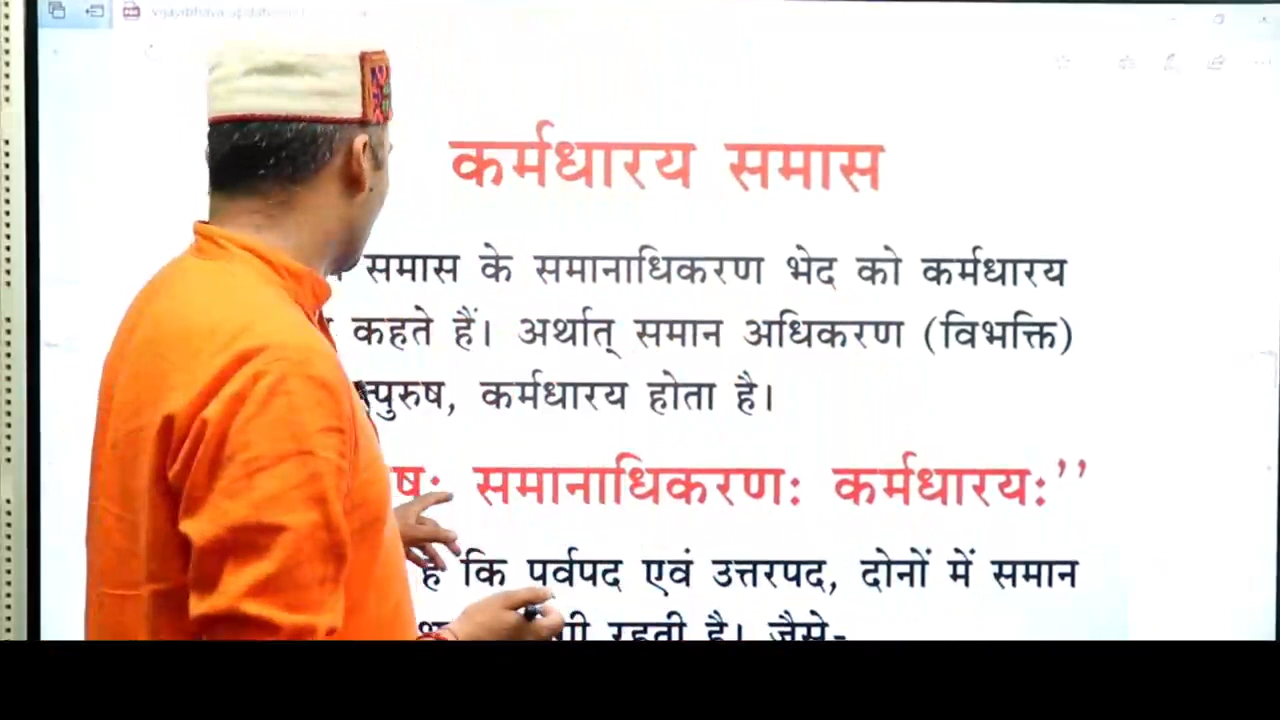 कर्मधारय समास
समास के समानाधिकरण भेद को कर्मधारय
कहते हैं। अर्थात् समान अधिकरण (विभक्ति)
त्पुरुष, कर्मधारय होता है।
षः समानाधिकरणः कर्मधारयः’’
है कि पर्वपद एवं उत्तरपद, दोनों में समान
रहती है। जैसे-